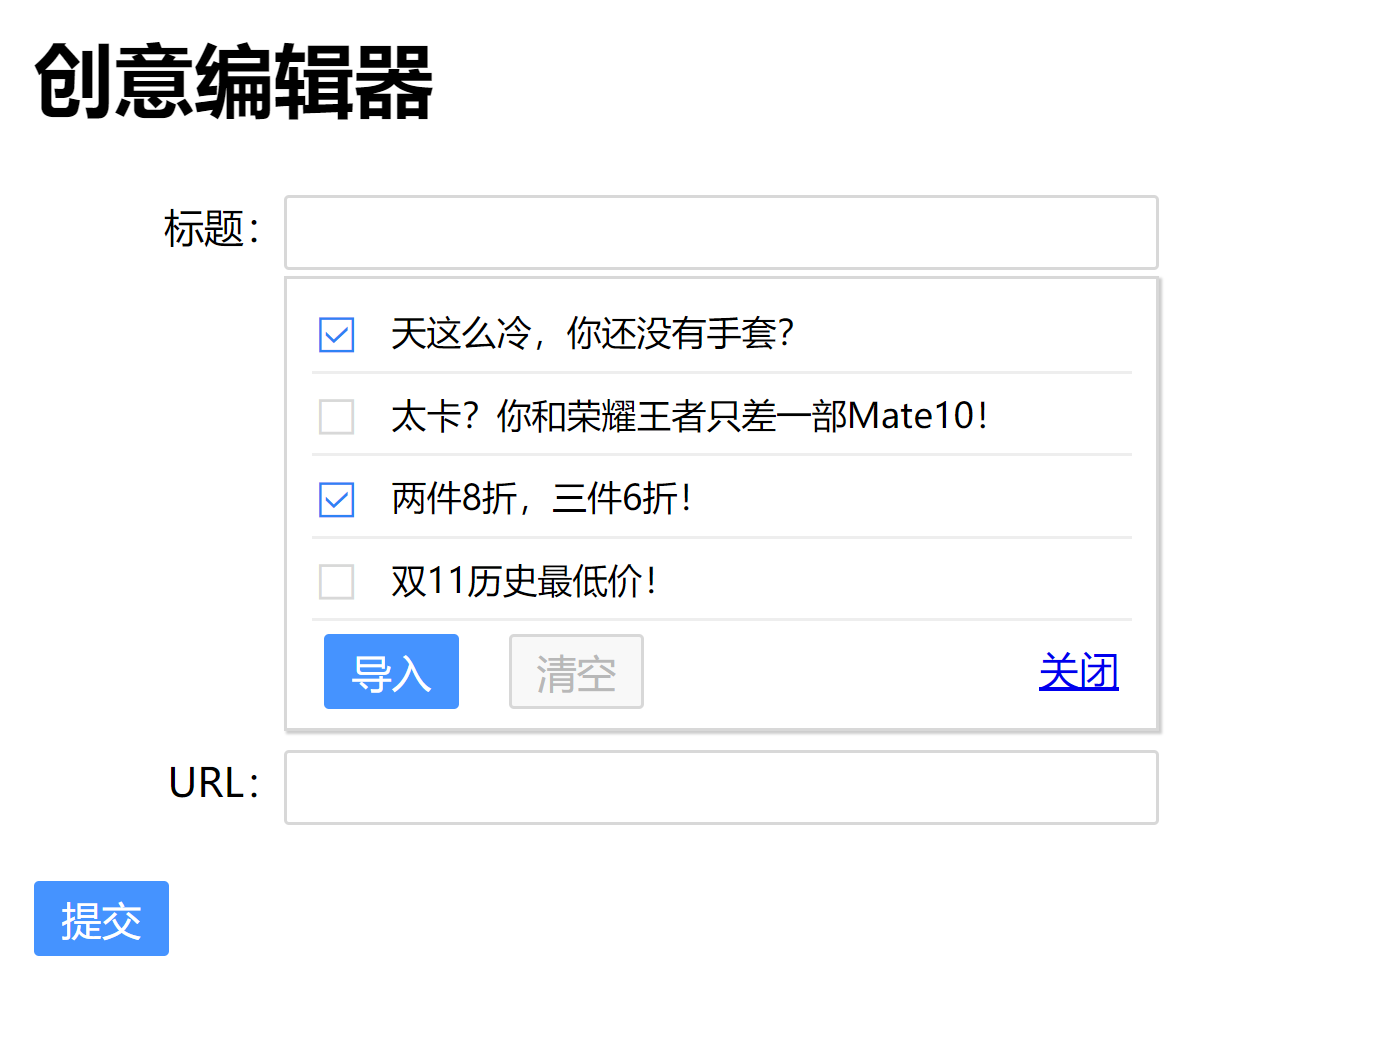 创意编辑器
标题：
天这么冷，你还没有手套？
太卡？你和荣耀王者只差一部Mate10！
两件8折，三件6折！
双11历史最低价！
导入 清空 关闭
URL：
提交